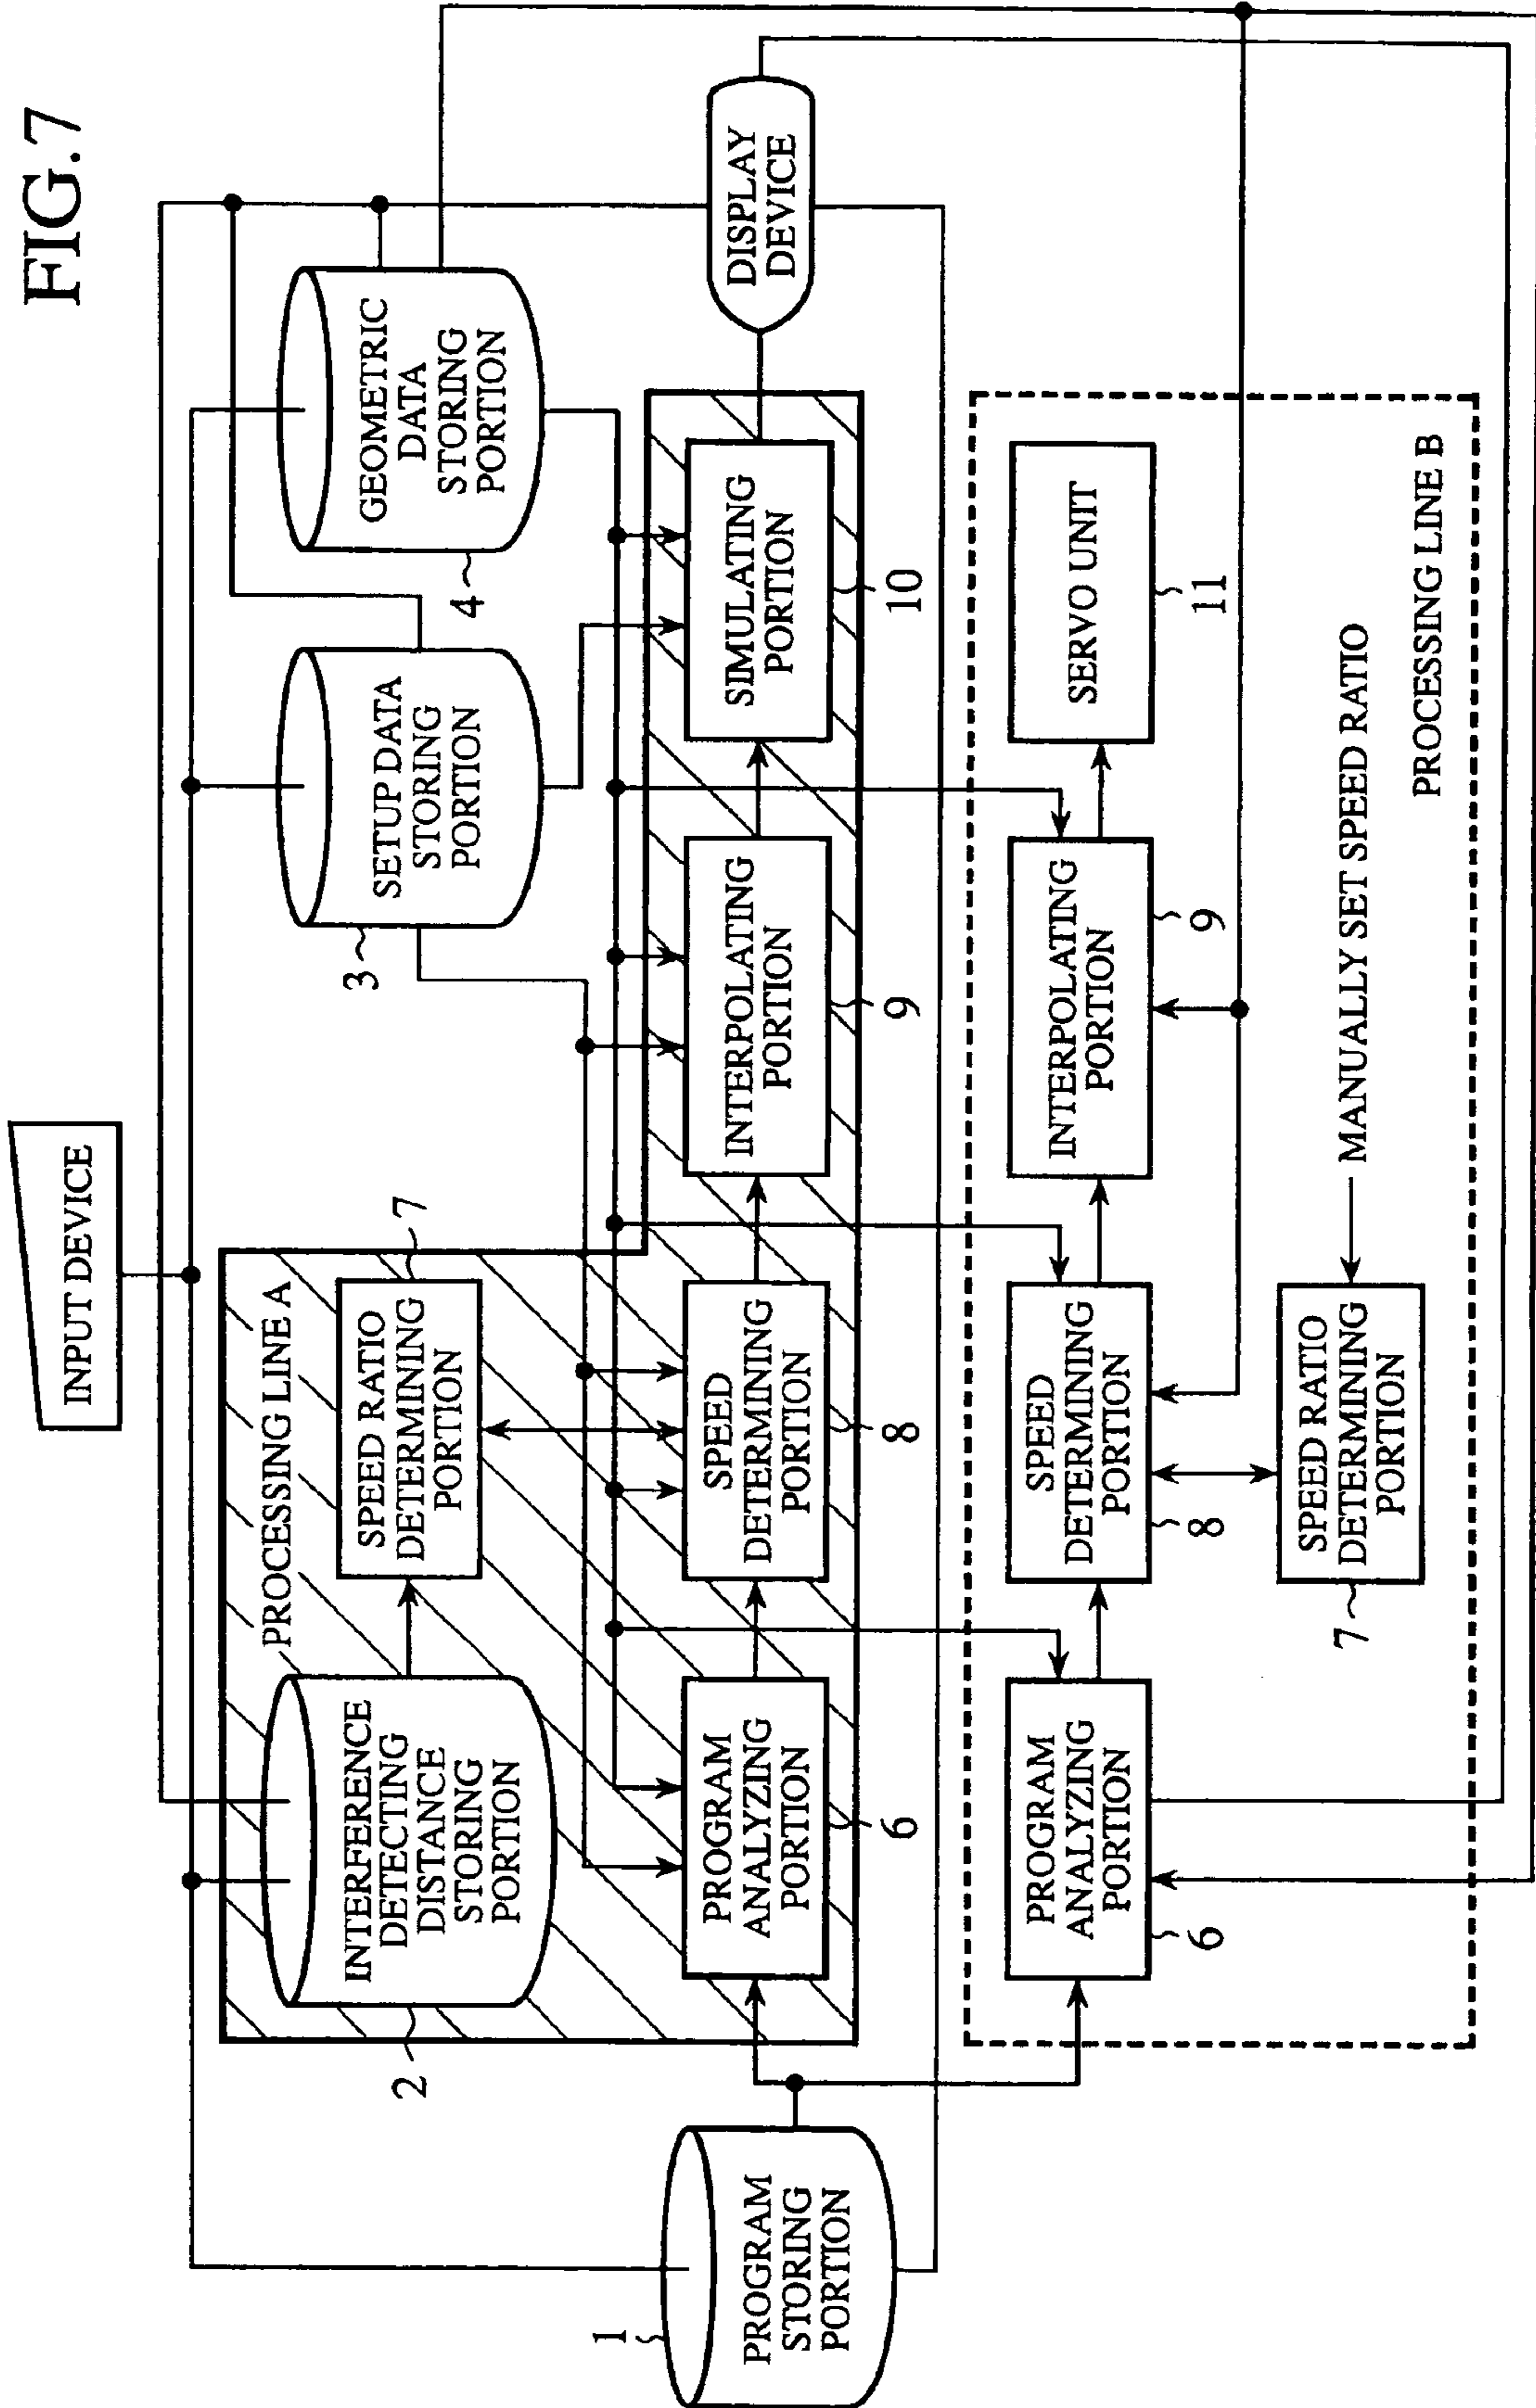 FIG.7
INPUT DEVICE
PROCESSING LINE A
INTERFERENCE
DETECTING
DISTANCE
STORING
PORTION
2
SPEED RATIO
DETERMINING
PORTION
7
SETUP DATA
STORING
PORTION
3
GEOMETRIC
DATA
STORING
PORTION
4
PROGRAM
STORING
PORTION
1
PROGRAM
ANALYZING
PORTION
6
SPEED
DETERMINING
PORTION
8
INTERPOLATING
PORTION
9
SIMULATING
PORTION
10
DISPLAY
DEVICE
PROGRAM
ANALYZING
PORTION
6
SPEED
DETERMINING
PORTION
8
INTERPOLATING
PORTION
9
SERVO UNIT
11
SPEED RATIO
DETERMINING
PORTION
7
MANUALLY SET SPEED RATIO
PROCESSING LINE B